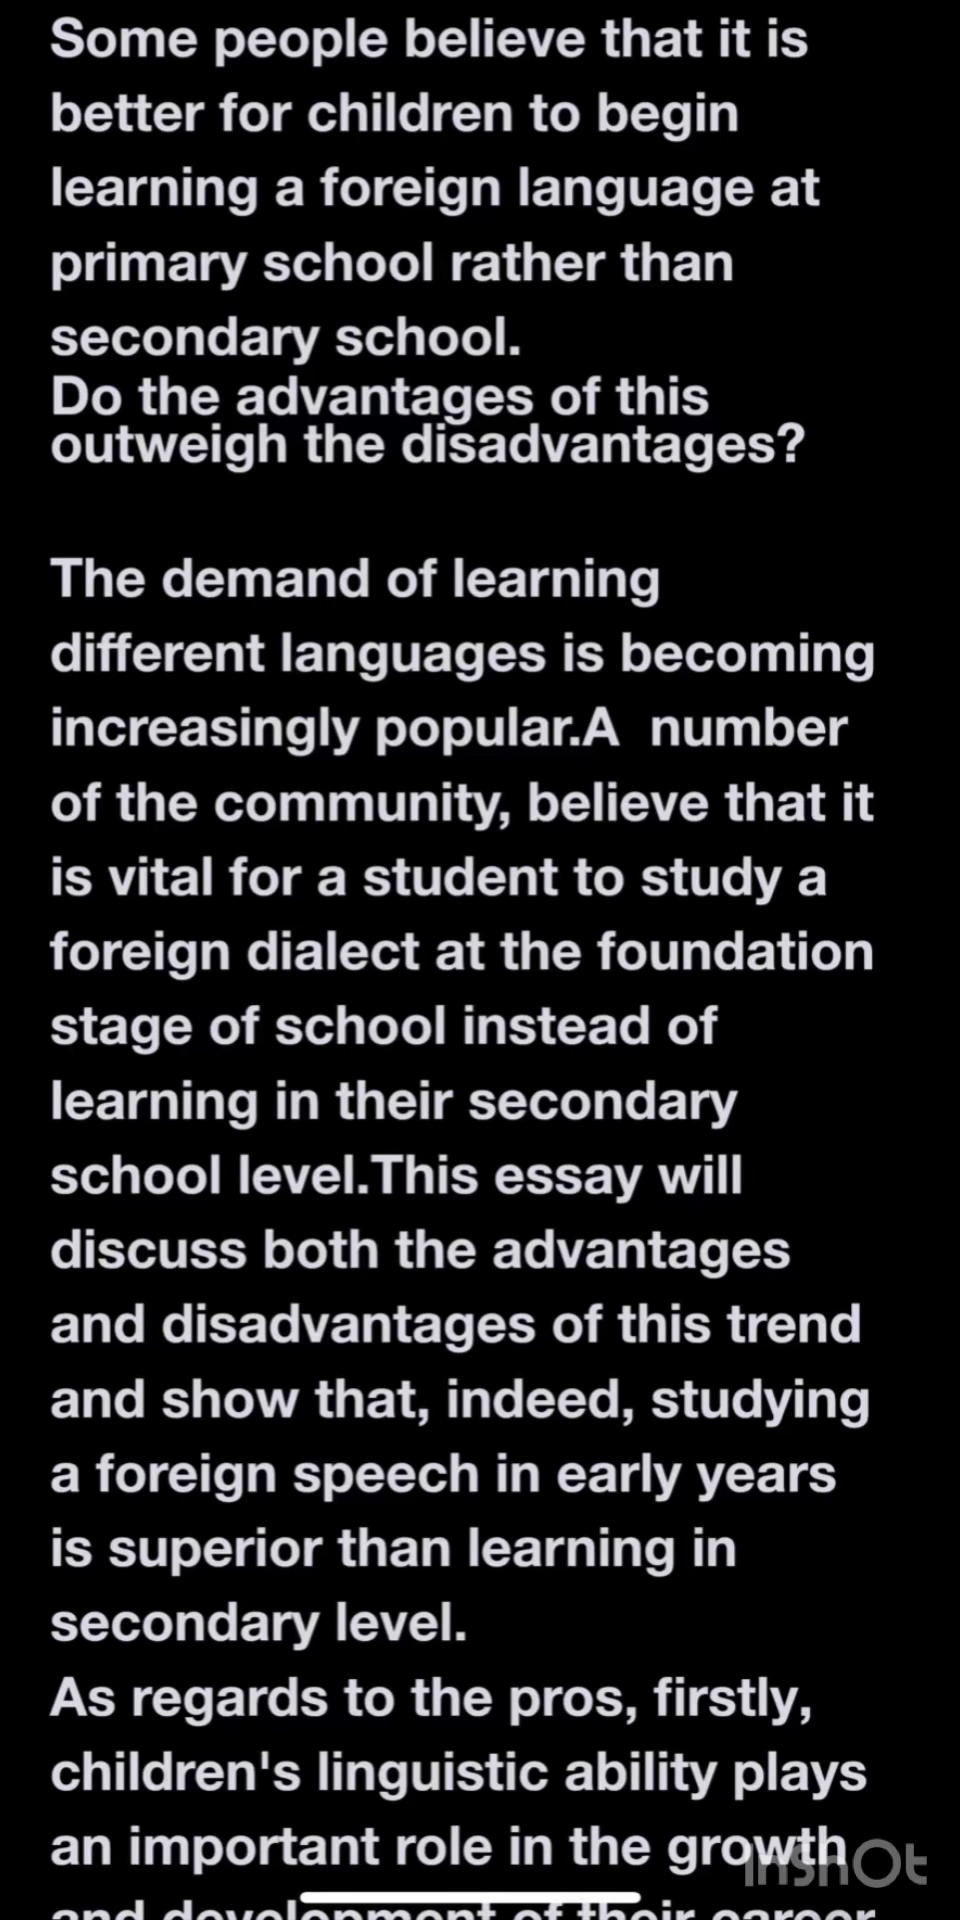 Some people believe that it is
better for children to begin
learning a foreign language at
primary school rather than
secondary school.
Do the advantages of this
outweigh the disadvantages?
The demand of learning
different languages is becoming
increasingly popular.A  number
of the community, believe that it
is vital for a student to study a
foreign dialect at the foundation
stage of school instead of
learning in their secondary
school level.This essay will
discuss both the advantages
and disadvantages of this trend
and show that, indeed, studying
a foreign speech in early years
is superior than learning in
secondary level.
As regards to the pros, firstly,
children's linguistic ability plays
an important role in the growth
and development of their career
InShOt